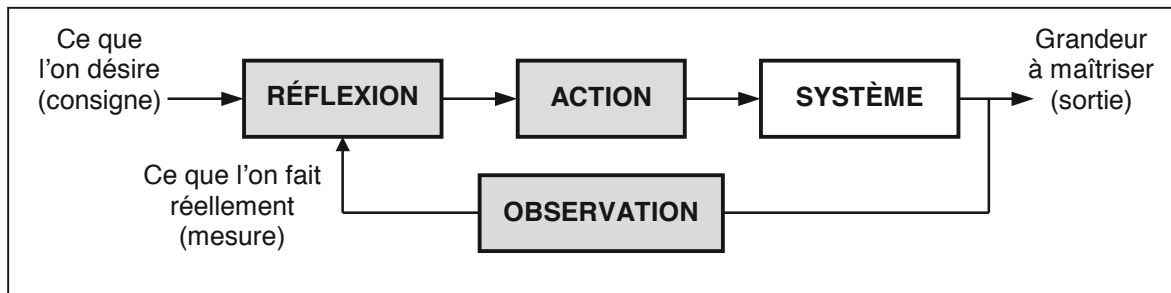 Ce que
l'on désire
(consigne)
RÉFLEXION
ACTION
SYSTÈME
Grandeur
à maîtriser
(sortie)
Ce que l'on fait
réellement
(mesure)
OBSERVATION